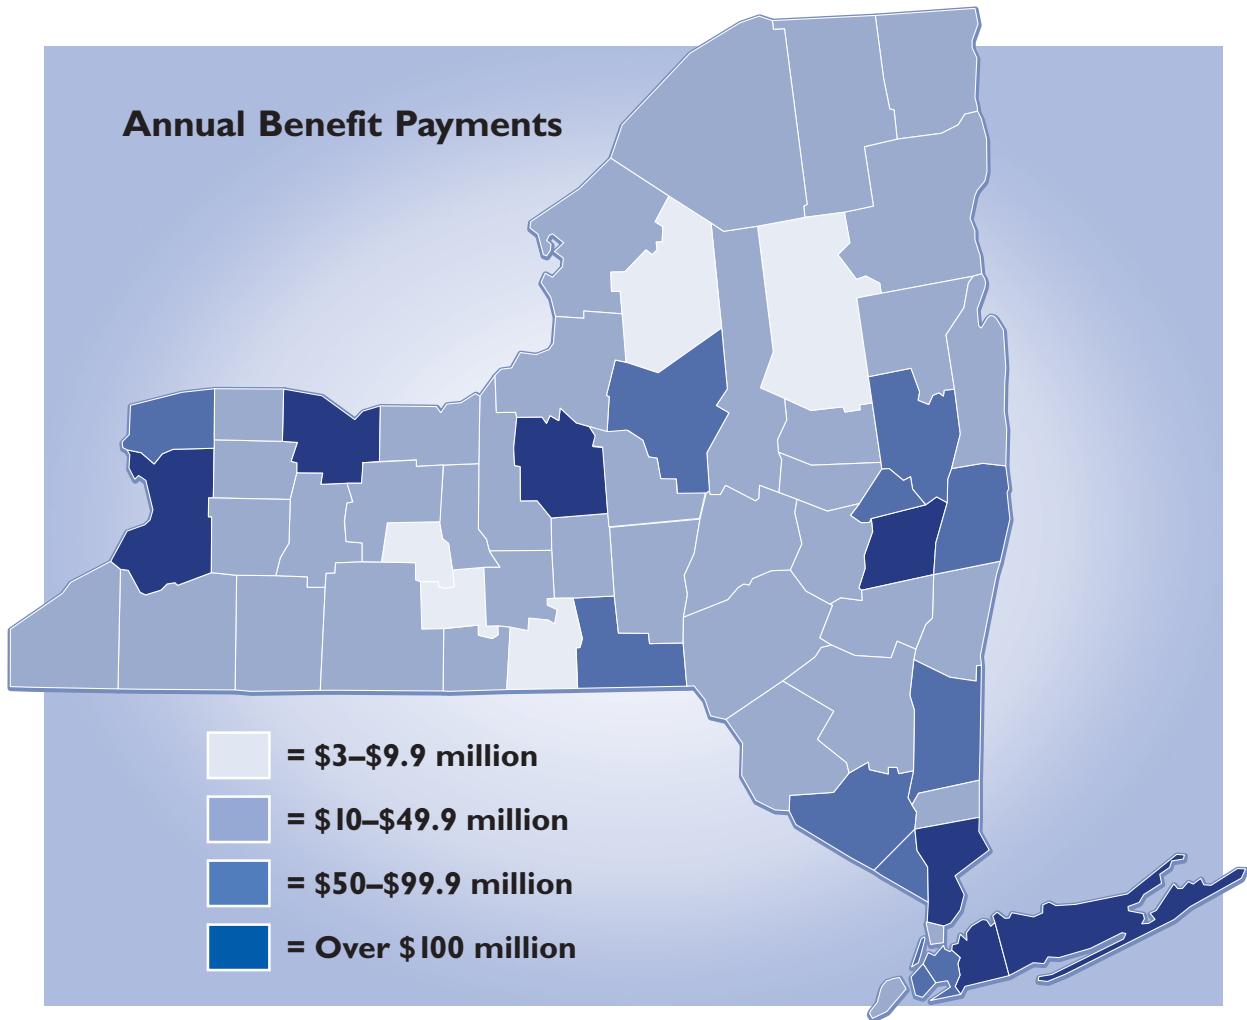 Annual Benefit Payments
= $3–$9.9 million
= $10–$49.9 million
= $50–$99.9 million
= Over $100 million